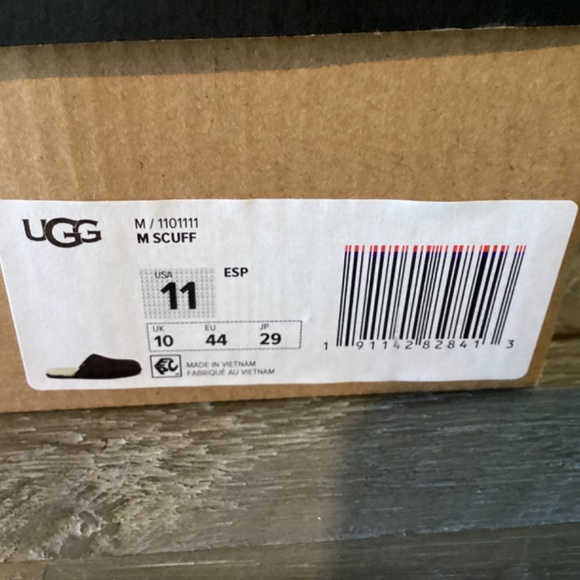 UGG
M / 1101111
M SCUFF
USA
11
ESP
UK EU JP
10 44 29
MADE IN VIETNAM
FABRIQUÉ AU VIETNAM
1 91142 82841 3